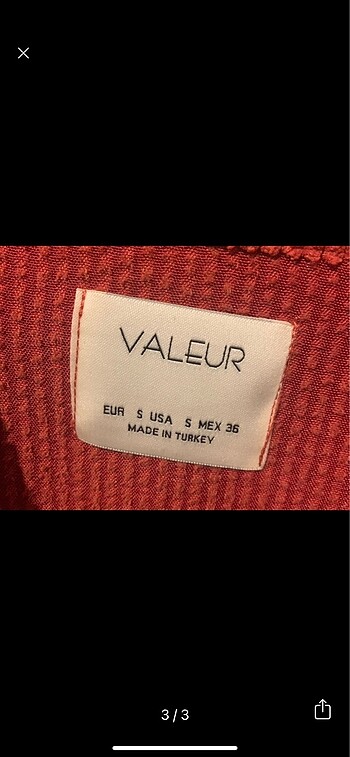 VALEUR
EUR S USA S MEX 36
MADE IN TURKEY
3/3